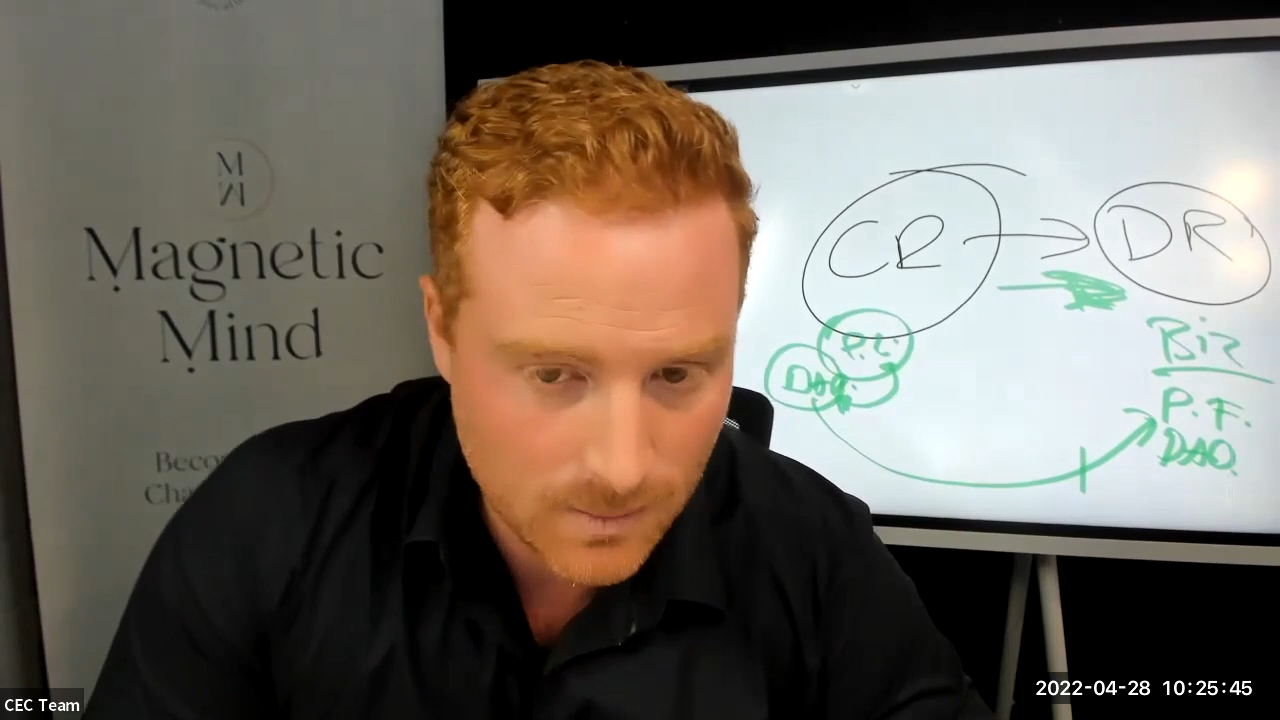 M
M
Magnetic
Mind
CR
DR
P.F.
DAO.
Biz
P.F.
DAO.
CEC Team
2022-04-28 10:25:45